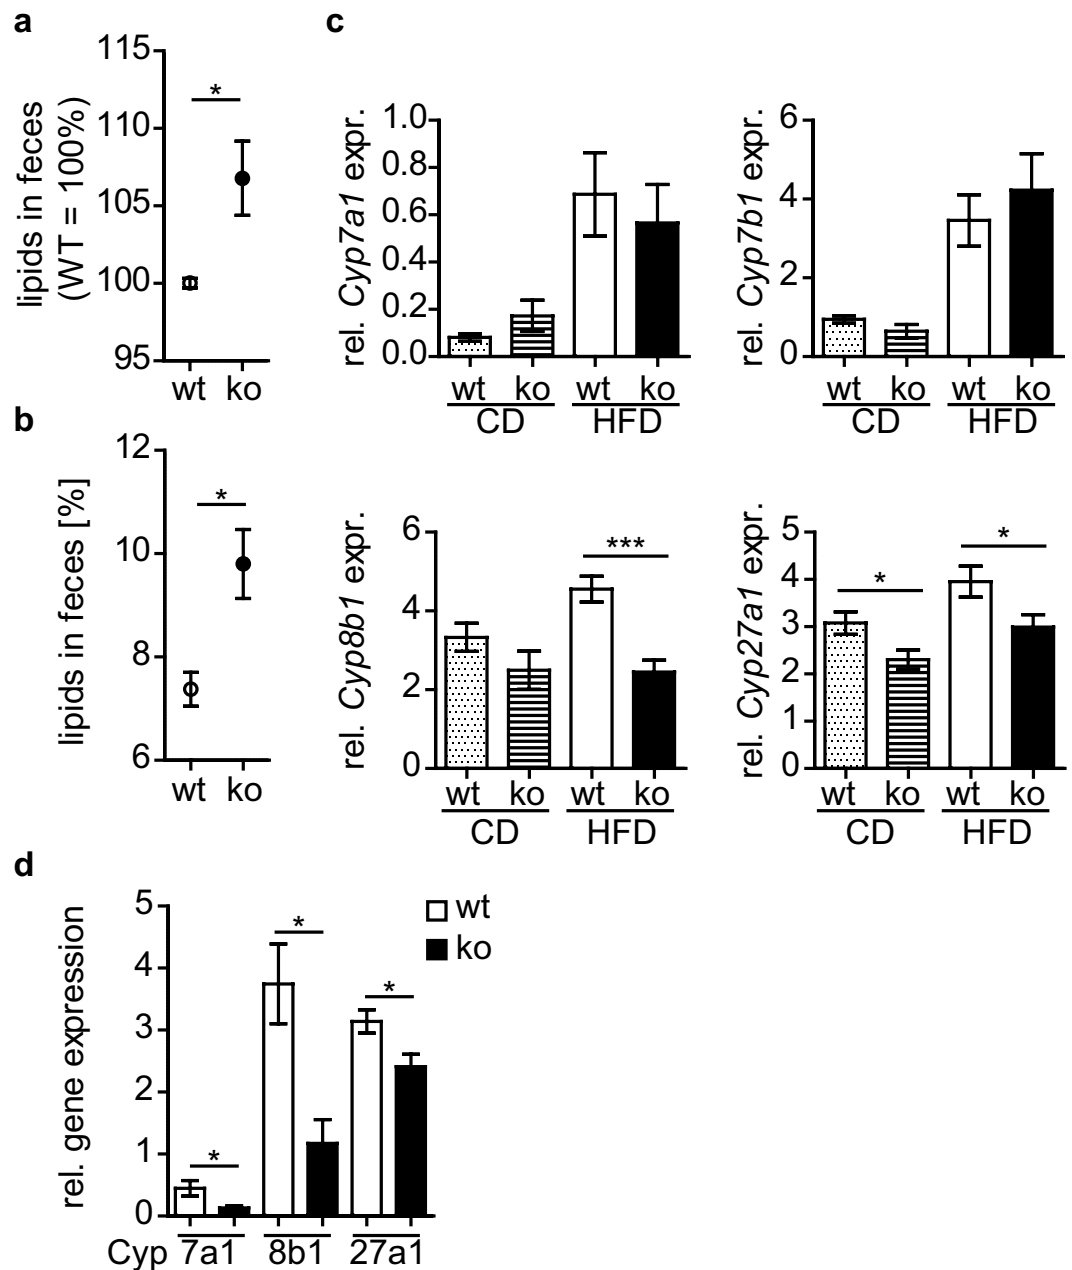 a
115
110
105
100
95
lipids in feces
(WT = 100%)
*
wt ko
b
12
10
8
6
lipids in feces [%]
*
wt ko
c
1.0
0.8
0.6
0.4
0.2
0.0
rel. Cyp7a1 expr.
wt ko wt ko
CD HFD
6
4
2
0
rel. Cyp7b1 expr.
wt ko wt ko
CD HFD
6
4
2
0
rel. Cyp8b1 expr.
***
wt ko wt ko
CD HFD
5
4
3
2
1
0
rel. Cyp27a1 expr.
* *
wt ko wt ko
CD HFD
d
5
4
3
2
1
0
rel. gene expression
wt
ko
* * *
Cyp 7a1 8b1 27a1